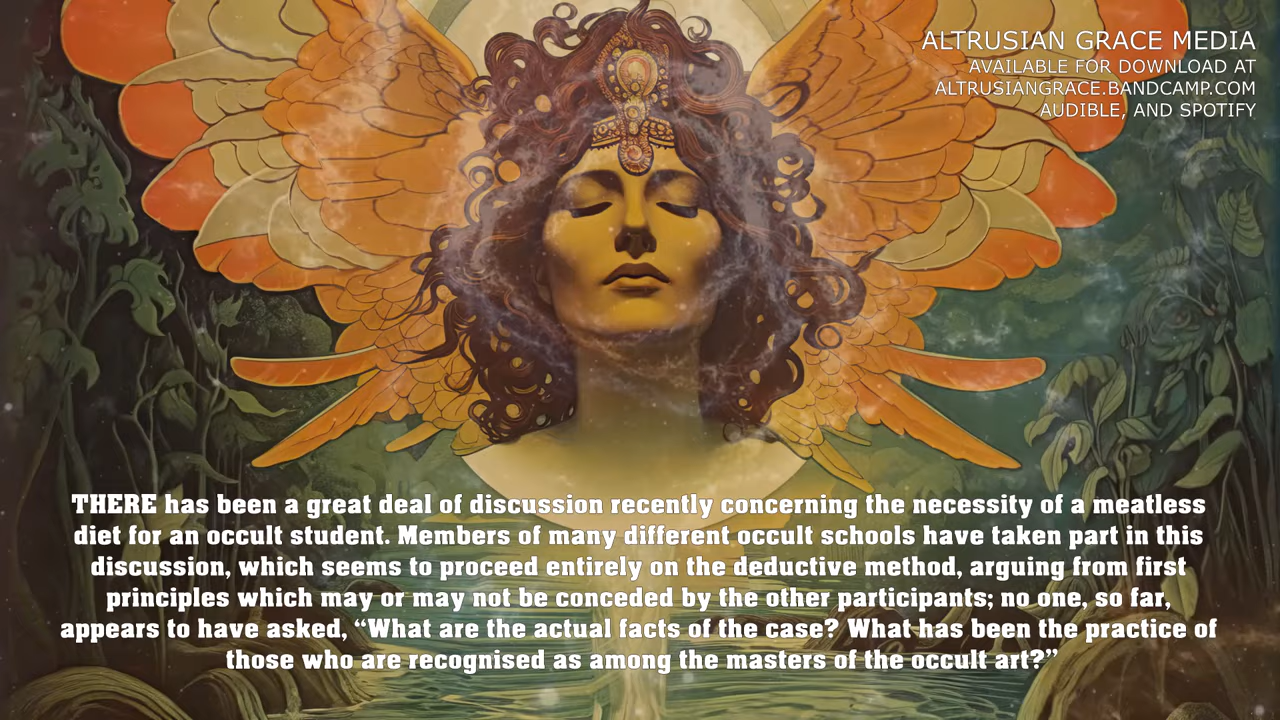 ALTRUSIAN GRACE MEDIA
AVAILABLE FOR DOWNLOAD AT
ALTRUSIANGRACE.BANDCAMP.COM
AUDIBLE, AND SPOTIFY
THERE has been a great deal of discussion recently concerning the necessity of a meatless
diet for an occult student. Members of many different occult schools have taken part in this
discussion, which seems to proceed entirely on the deductive method, arguing from first
principles which may or may not be conceded by the other participants; no one, so far,
appears to have asked, “What are the actual facts of the case? What has been the practice of
those who are recognised as among the masters of the occult art?”